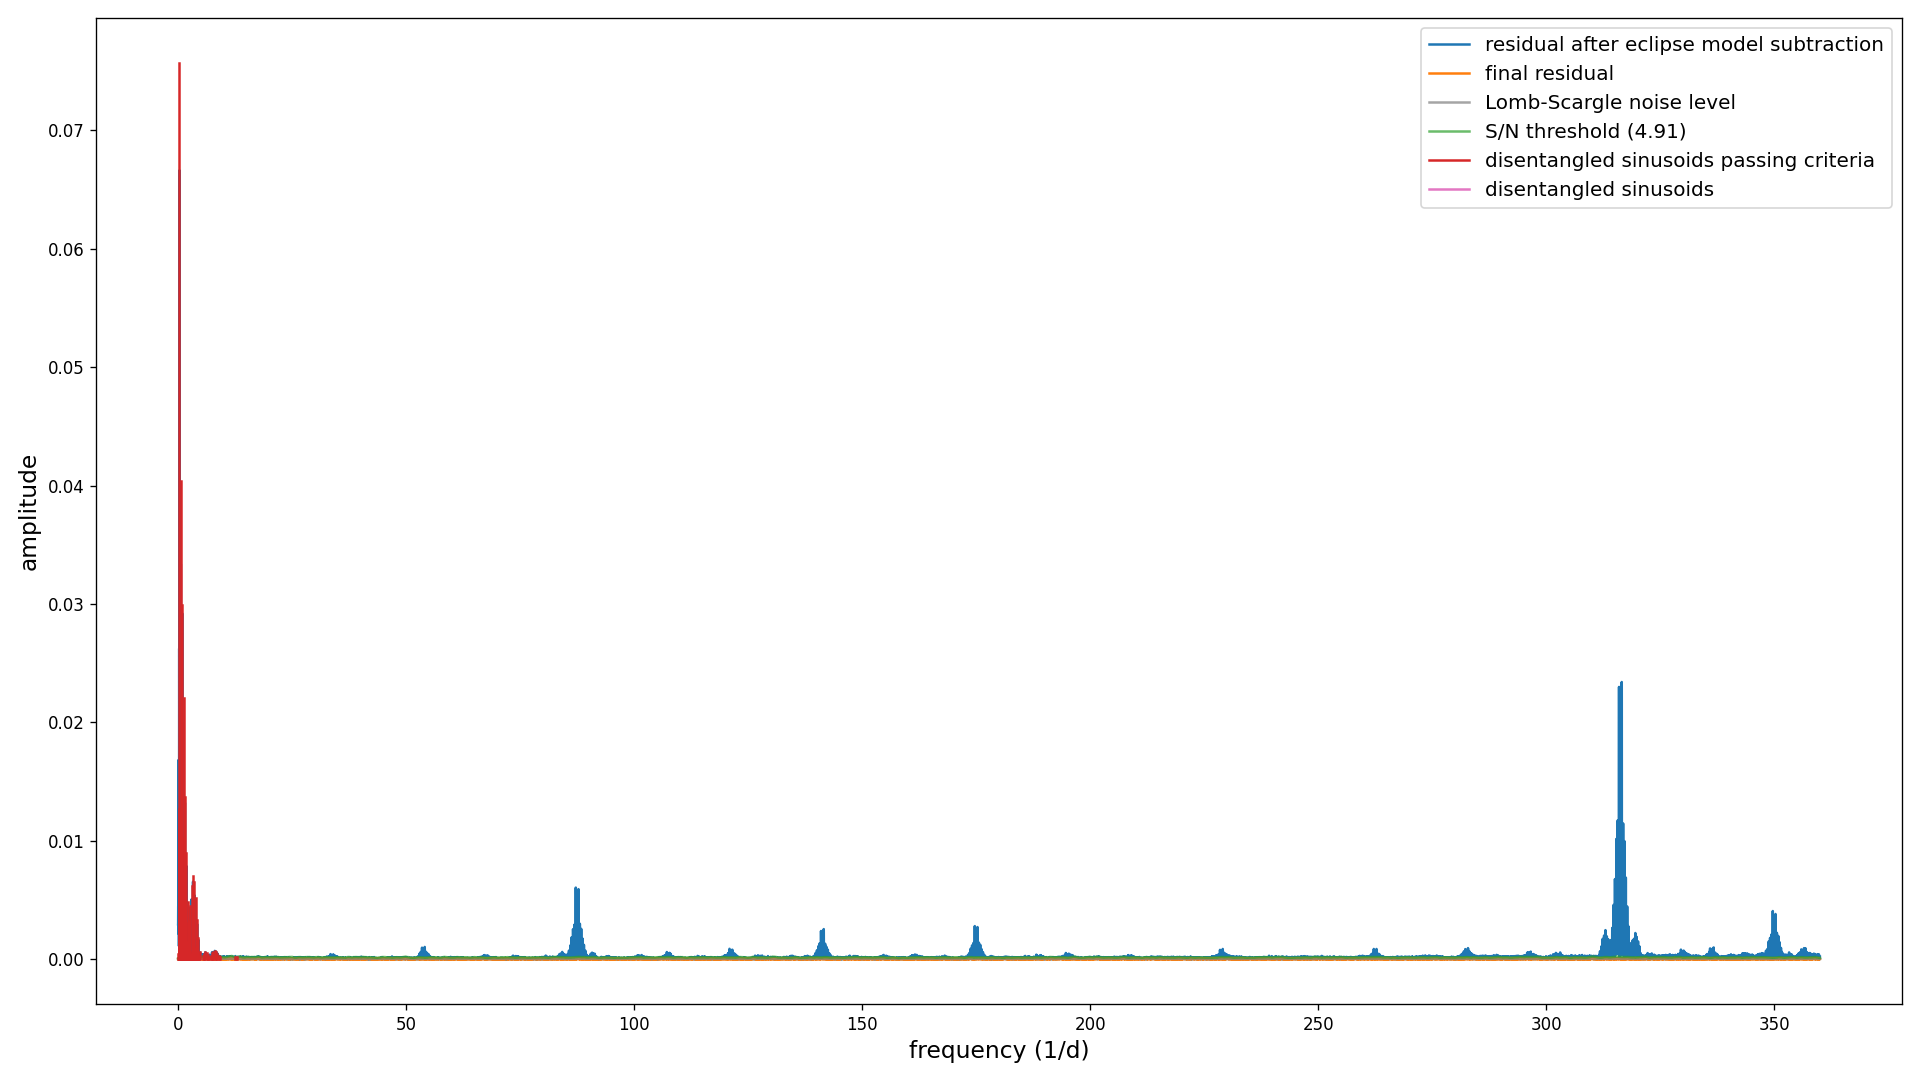 residual after eclipse model subtraction
final residual
Lomb-Scargle noise level
S/N threshold (4.91)
disentangled sinusoids passing criteria
disentangled sinusoids
amplitude
0.07
0.06
0.05
0.04
0.03
0.02
0.01
0.00
0 50 100 150 200 250 300 350
frequency (1/d)